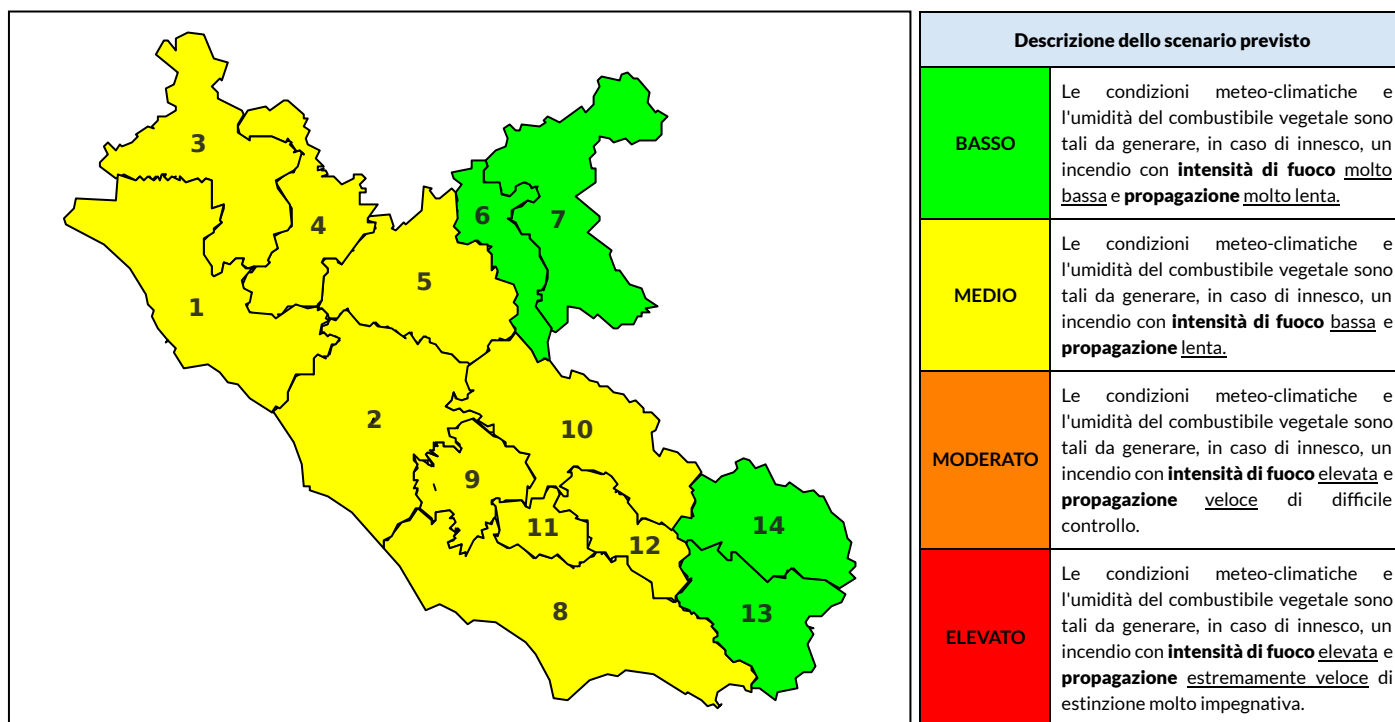 3
4
6
7
5
1
2
10
9
11
12
14
8
13
Descrizione dello scenario previsto
BASSO
Le condizioni meteo-climatiche e
l'umidità del combustibile vegetale sono
tali da generare, in caso di innesco, un
incendio con intensità di fuoco molto
bassa e propagazione molto lenta.
MEDIO
Le condizioni meteo-climatiche e
l'umidità del combustibile vegetale sono
tali da generare, in caso di innesco, un
incendio con intensità di fuoco bassa e
propagazione lenta.
MODERATO
Le condizioni meteo-climatiche e
l'umidità del combustibile vegetale sono
tali da generare, in caso di innesco, un
incendio con intensità di fuoco elevata e
propagazione veloce di difficile
controllo.
ELEVATO
Le condizioni meteo-climatiche e
l'umidità del combustibile vegetale sono
tali da generare, in caso di innesco, un
incendio con intensità di fuoco elevata e
propagazione estremamente veloce di
estinzione molto impegnativa.